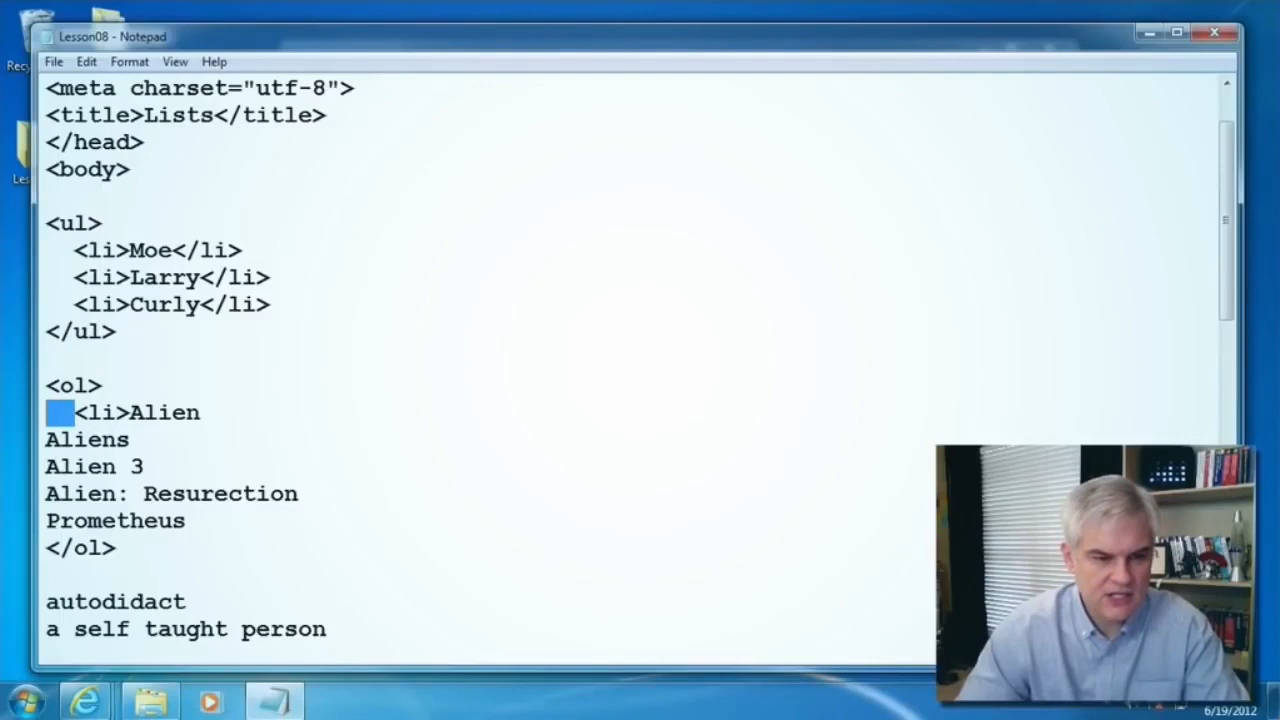 Lesson08 - Notepad
File Edit Format View Help
<meta charset="utf-8">
<title>Lists</title>
</head>
<body>
<ul>
<li>Moe</li>
<li>Larry</li>
<li>Curly</li>
</ul>
<ol>
<li>Alien
Aliens
Alien 3
Alien: Resurection
Prometheus
</ol>
autodidact
a self taught person
6/19/2012